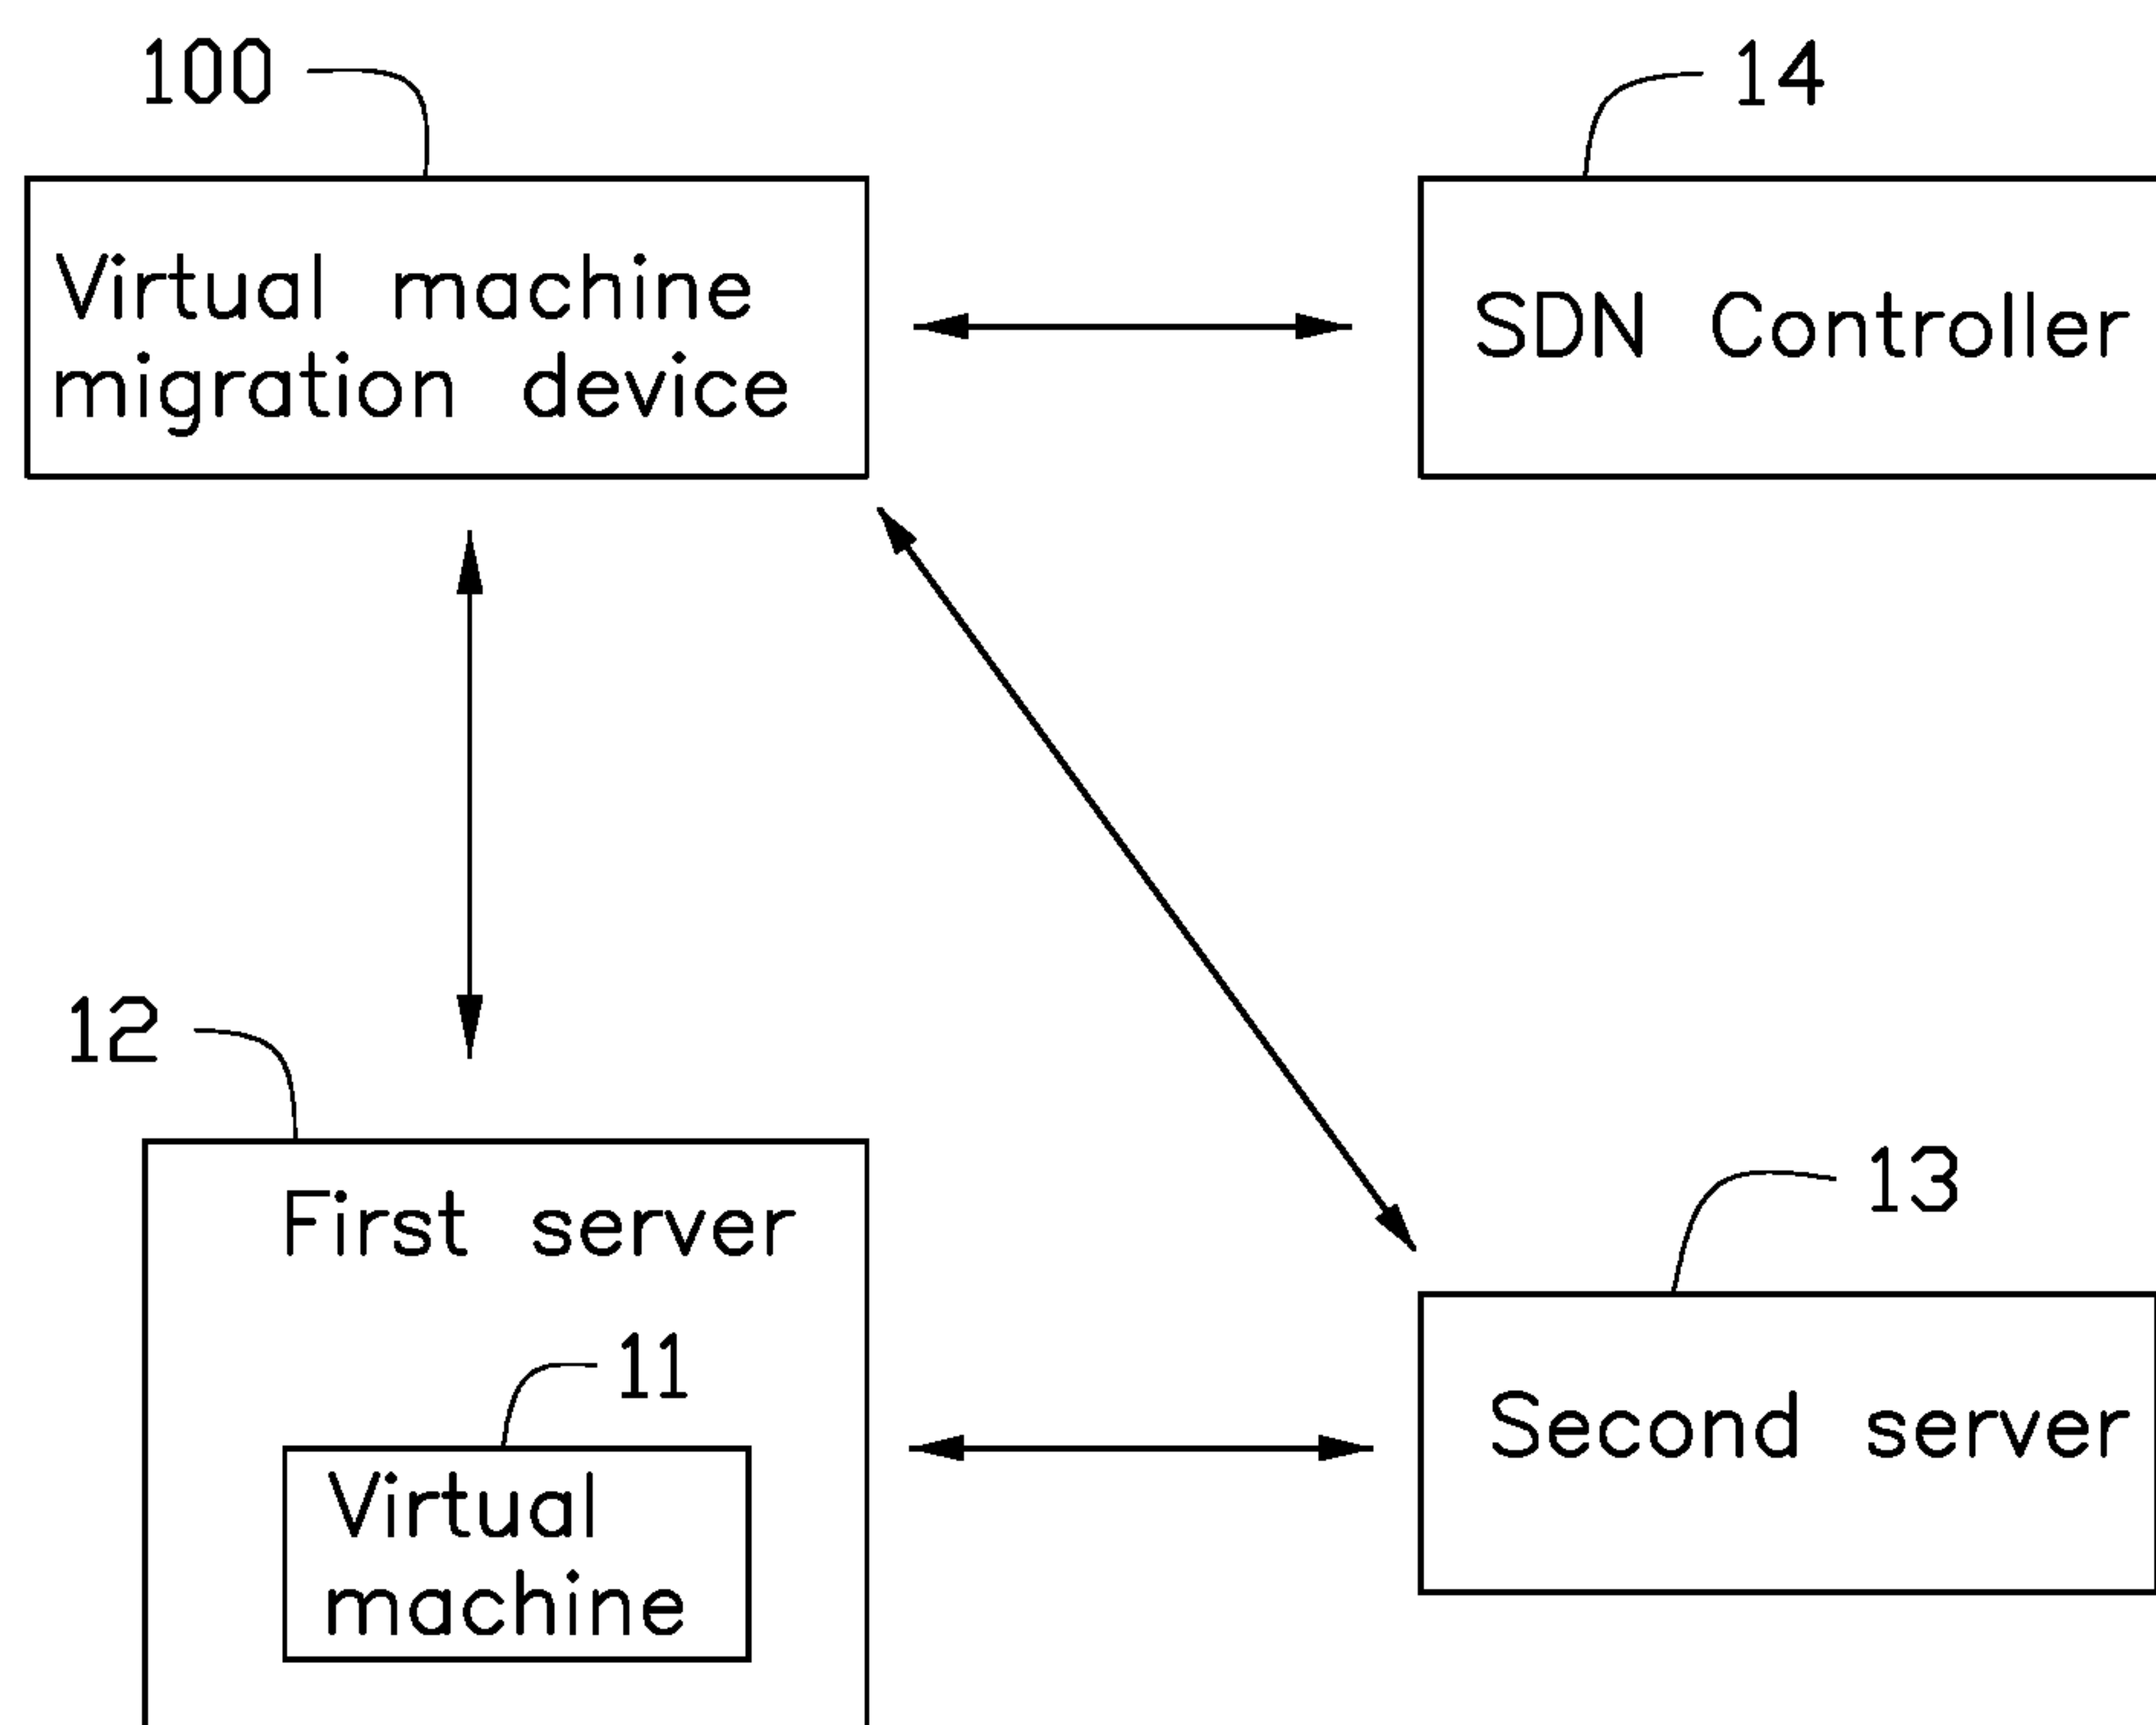 100
14
Virtual machine
migration device
SDN Controller
12
First server
13
11
Second server
Virtual
machine